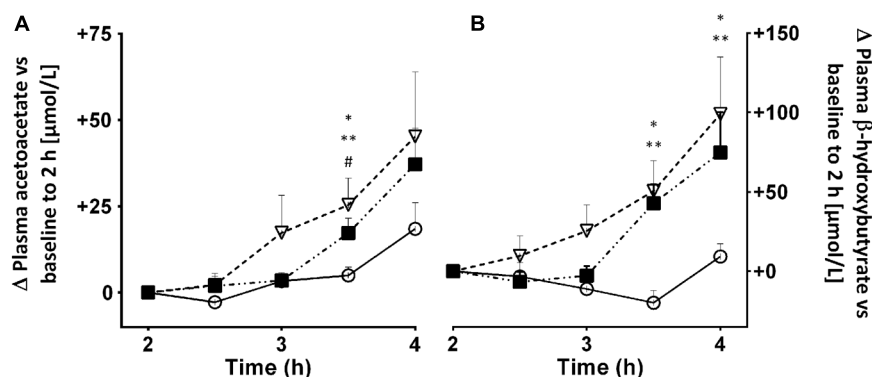 A
Δ Plasma acetoacetate vs
baseline to 2 h [µmol/L]
+75
+50
+25
0
*
**
#
2
3
4
Time (h)
B
*
**
*
**
2
3
4
Time (h)
+150
+100
+50
+0
Δ Plasma β-hydroxybutyrate vs
baseline to 2 h [µmol/L]